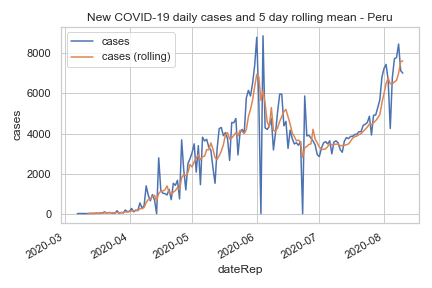 New COVID-19 daily cases and 5 day rolling mean - Peru
cases
cases (rolling)
8000
6000
4000
2000
0
cases
2020-03
2020-04
2020-05
2020-06
2020-07
2020-08
dateRep